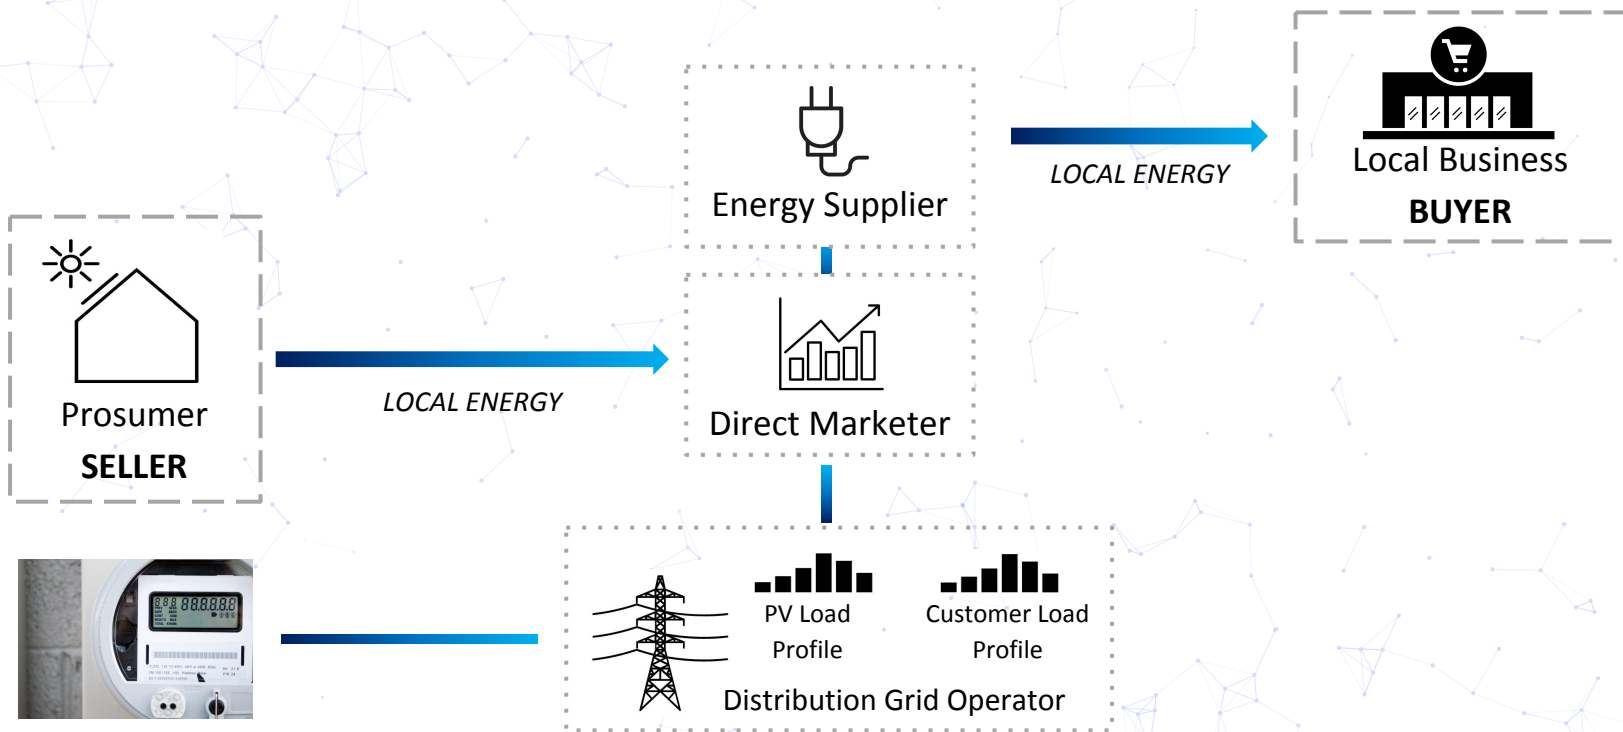 Local Business
BUYER
LOCAL ENERGY
Energy Supplier
Prosumer
SELLER
LOCAL ENERGY
Direct Marketer
PV Load
Profile
Customer Load
Profile
Distribution Grid Operator